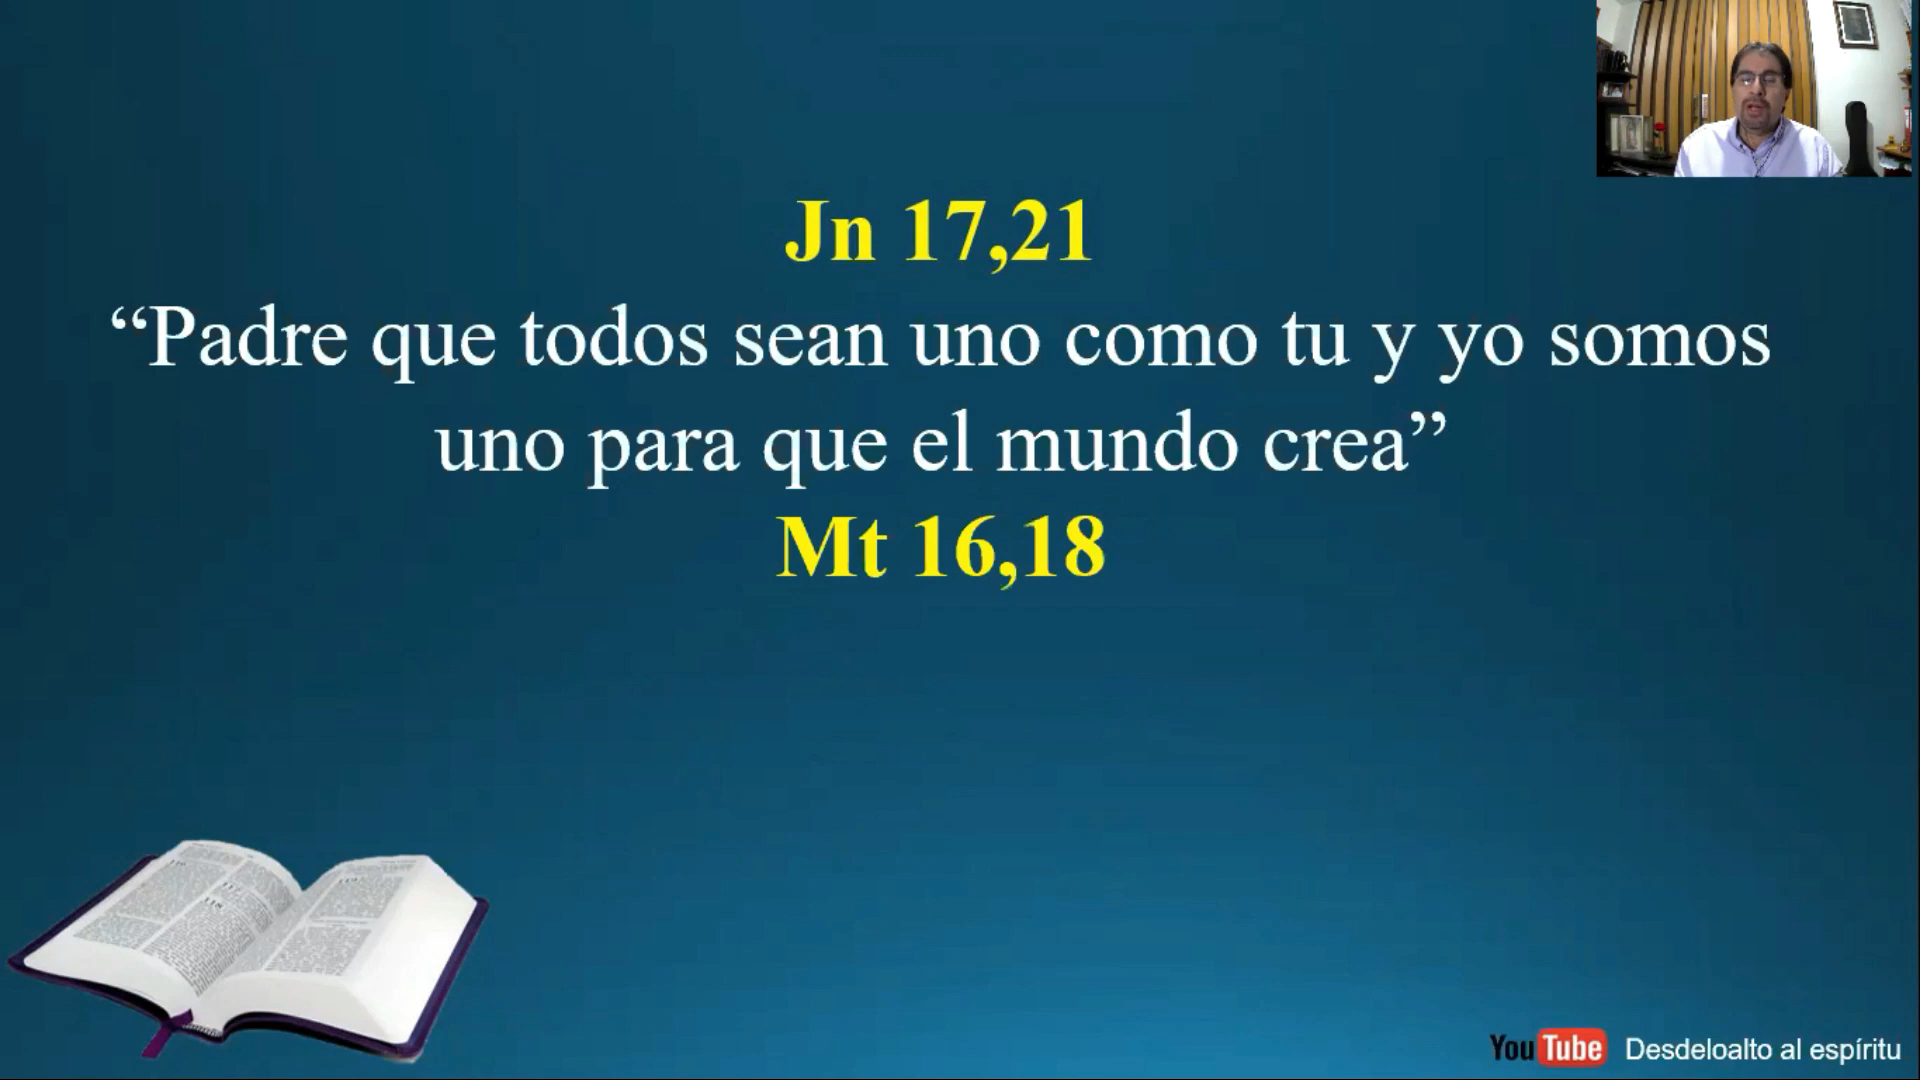 Jn 17,21
“Padre que todos sean uno como tu y yo somos
uno para que el mundo crea”
Mt 16,18
YouTube Desdeloalto al espíritu